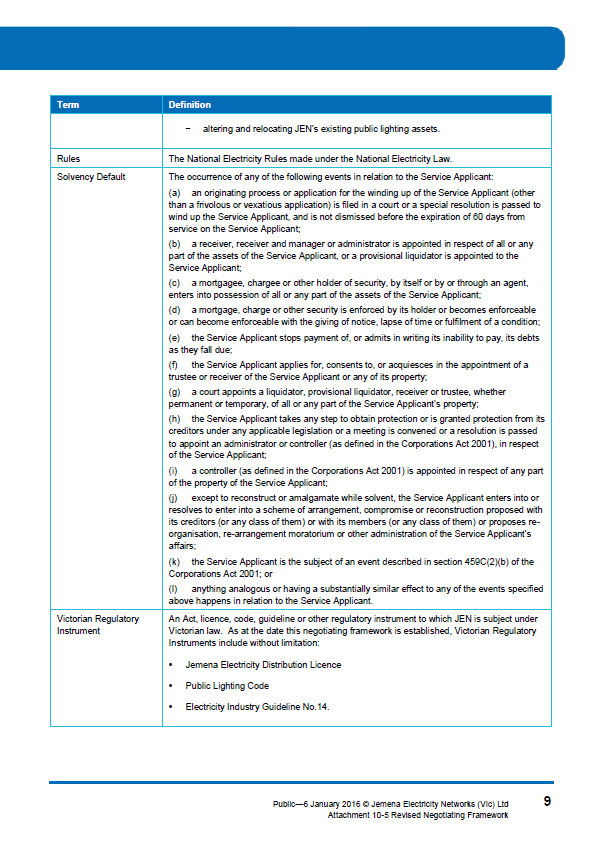 Term
Definition
– altering and relocating JEN's existing public lighting assets.
Rules
The National Electricity Rules made under the National Electricity Law.
Solvency Default
The occurrence of any of the following events in relation to the Service Applicant:
(a) an originating process or application for the winding up of the Service Applicant (other
than a frivolous or vexatious application) is filed in a court or a special resolution is passed to
wind up the Service Applicant, and is not dismissed before the expiration of 60 days from
service on the Service Applicant;
(b) a receiver, receiver and manager or administrator is appointed in respect of all or any
part of the assets of the Service Applicant, or a provisional liquidator is appointed to the
Service Applicant;
(c) a mortgagee, chargee or other holder of security, by itself or by or through an agent,
enters into possession of all or any part of the assets of the Service Applicant;
(d) a mortgage, charge or other security is enforced by its holder or becomes enforceable
or can become enforceable with the giving of notice, lapse of time or fulfilment of a condition;
(e) the Service Applicant stops payment of, or admits in writing its inability to pay, its debts
as they fall due;
(f) the Service Applicant applies for, consents to, or acquiesces in the appointment of a
trustee or receiver of the Service Applicant or any of its property;
(g) a court appoints a liquidator, provisional liquidator, receiver or trustee, whether
permanent or temporary, of all or any part of the Service Applicant's property;
(h) the Service Applicant takes any step to obtain protection or is granted protection from its
creditors under any applicable legislation or a meeting is convened or a resolution is passed
to appoint an administrator or controller (as defined in the Corporations Act 2001), in respect
of the Service Applicant;
(i) a controller (as defined in the Corporations Act 2001) is appointed in respect of any part
of the property of the Service Applicant;
(j) except to reconstruct or amalgamate while solvent, the Service Applicant enters into or
resolves to enter into a scheme of arrangement, compromise or reconstruction proposed with
its creditors (or any class of them) or with its members (or any class of them) or proposes re-
organisation, re-arrangement moratorium or other administration of the Service Applicant's
affairs;
(k) the Service Applicant is the subject of an event described in section 459C(2)(b) of the
Corporations Act 2001; or
(l) anything analogous or having a substantially similar effect to any of the events specified
above happens in relation to the Service Applicant.
Victorian Regulatory
Instrument
An Act, licence, code, guideline or other regulatory instrument to which JEN is subject under
Victorian law. As at the date this negotiating framework is established, Victorian Regulatory
Instruments include without limitation:
• Jemena Electricity Distribution Licence
• Public Lighting Code
• Electricity Industry Guideline No.14.
Public—6 January 2016 © Jemena Electricity Networks (Vic) Ltd
Attachment 10-5 Revised Negotiating Framework
9